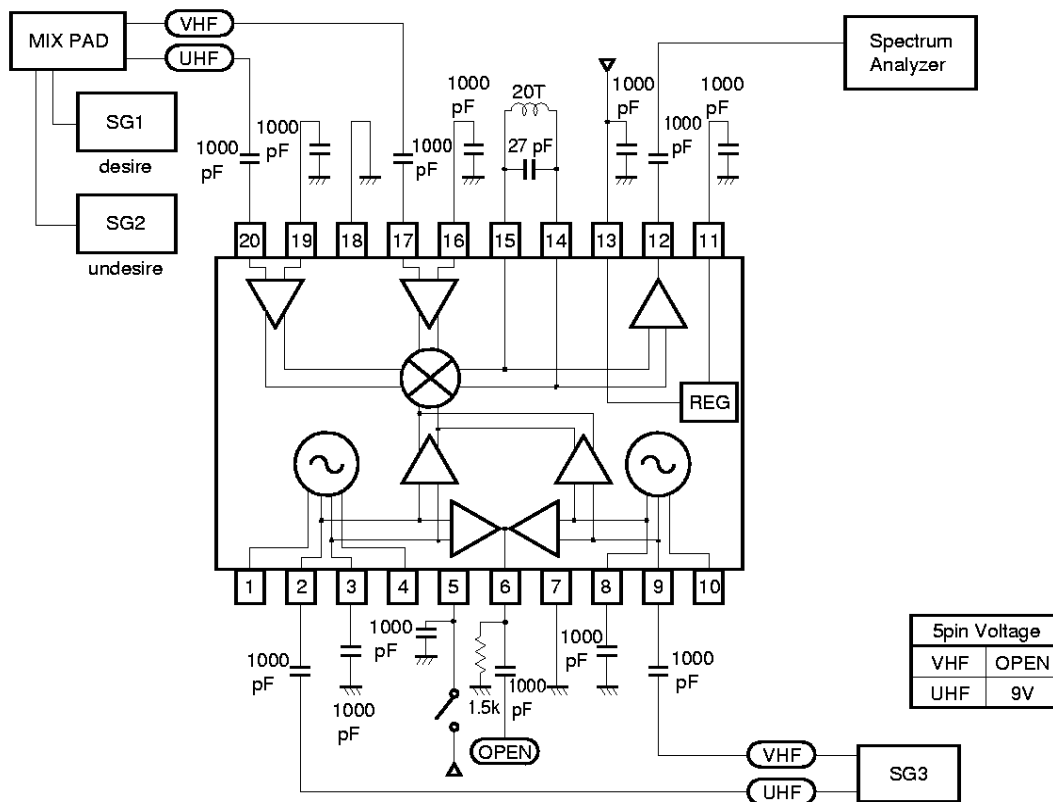 MIX PAD
VHF
UHF
SG1
desire
SG2
undesire
Spectrum
Analyzer
1000
pF
1000
pF
1000
pF
1000
pF
20T
27 pF
1000
pF
1000
pF
1000
pF
20
19
18
17
16
15
14
13
12
11
REG
1
2
3
4
5
6
7
8
9
10
1000
pF
1000
pF
1000
pF
1.5k
1000
pF
OPEN
1000
pF
1000
pF
VHF
UHF
SG3
5pin Voltage
VHF OPEN
UHF 9V